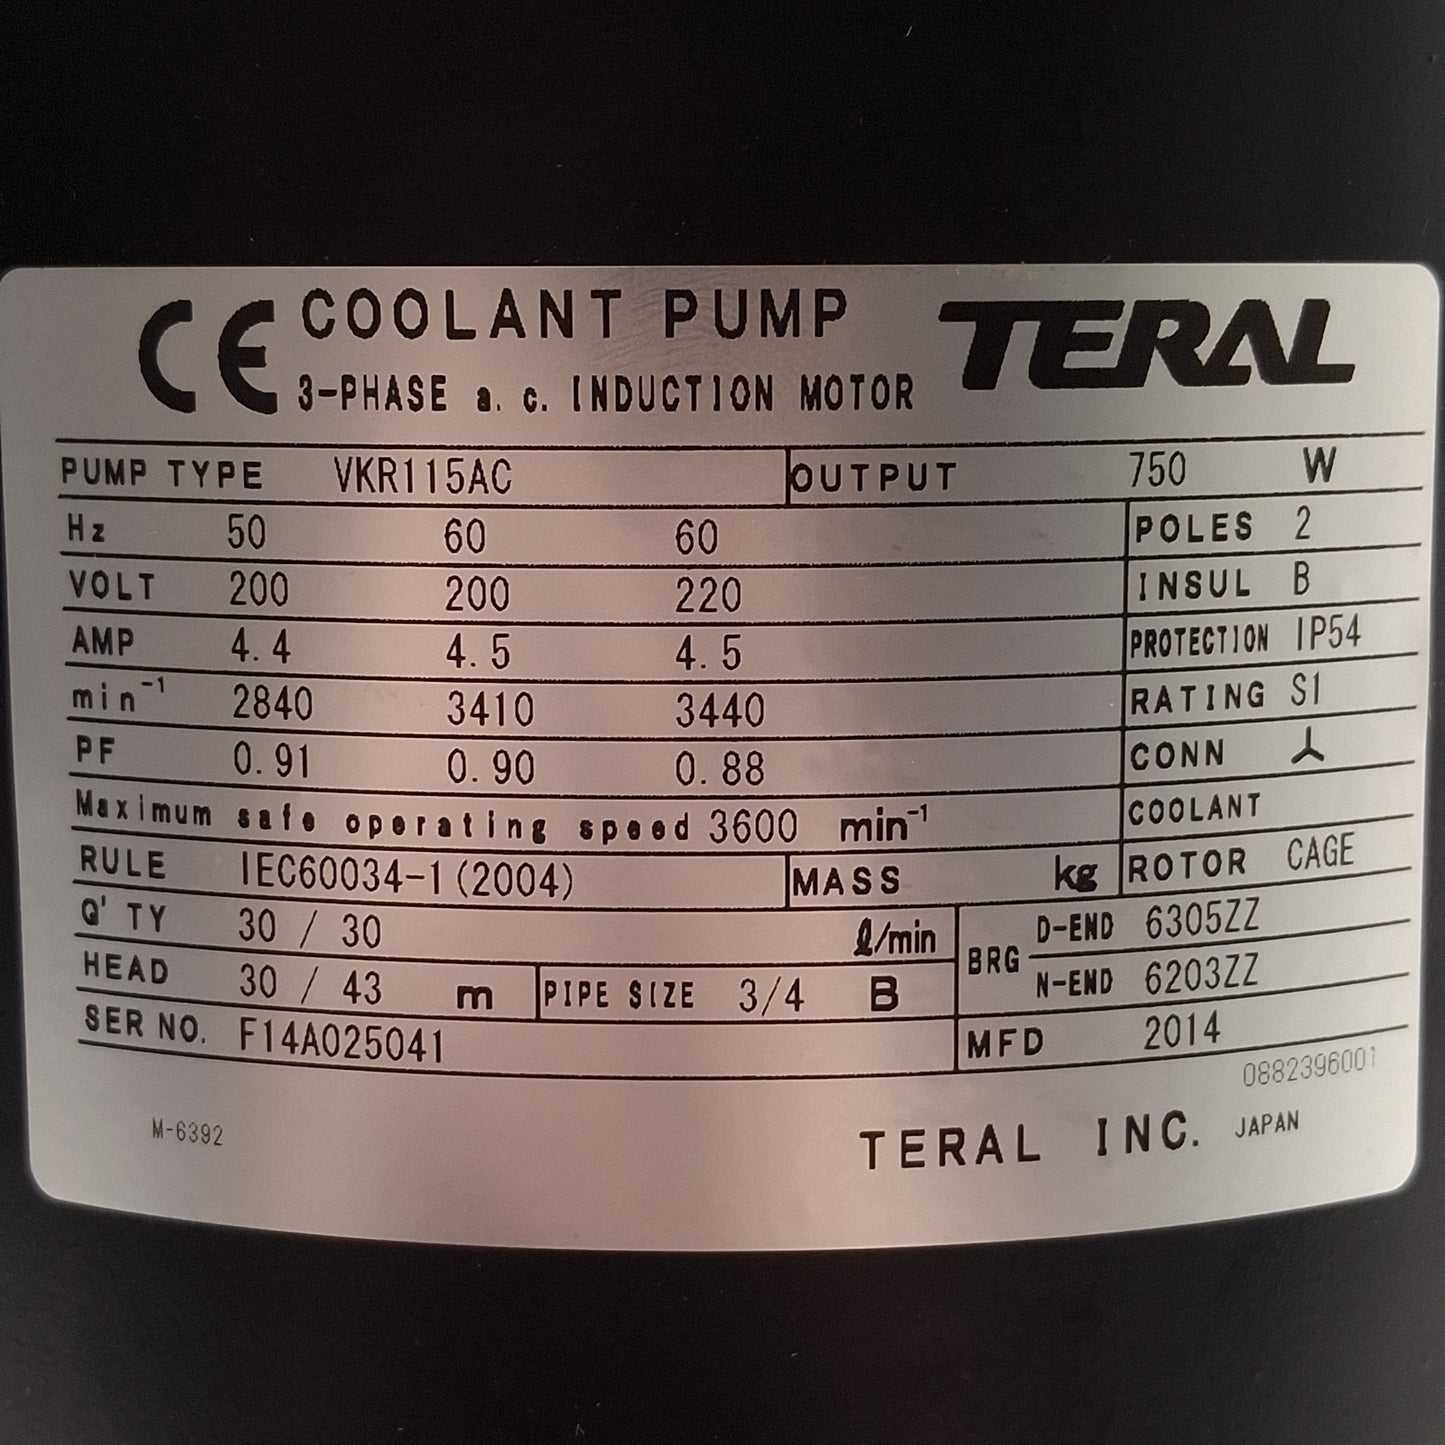 CE COOLANT PUMP TERAL
3-PHASE a.c. INDUCTION MOTOR
PUMP TYPE VKR115AC OUTPUT 750 W
Hz 50 60 60 POLES 2
VOLT 200 200 220 INSUL B
AMP 4.4 4.5 4.5 PROTECTION IP54
min⁻¹ 2840 3410 3440 RATING S1
PF 0.91 0.90 0.88 CONN
Maximum safe operating speed 3600 min⁻¹ COOLANT
RULE IEC60034-1(2004) MASS kg ROTOR CAGE
Q'TY 30 / 30 ℓ/min BRG D-END 6305ZZ
HEAD 30 / 43 m PIPE SIZE 3/4 B N-END 6203ZZ
SER NO. F14A025041 MFD 2014
0882396001
M-6392 TERAL INC. JAPAN